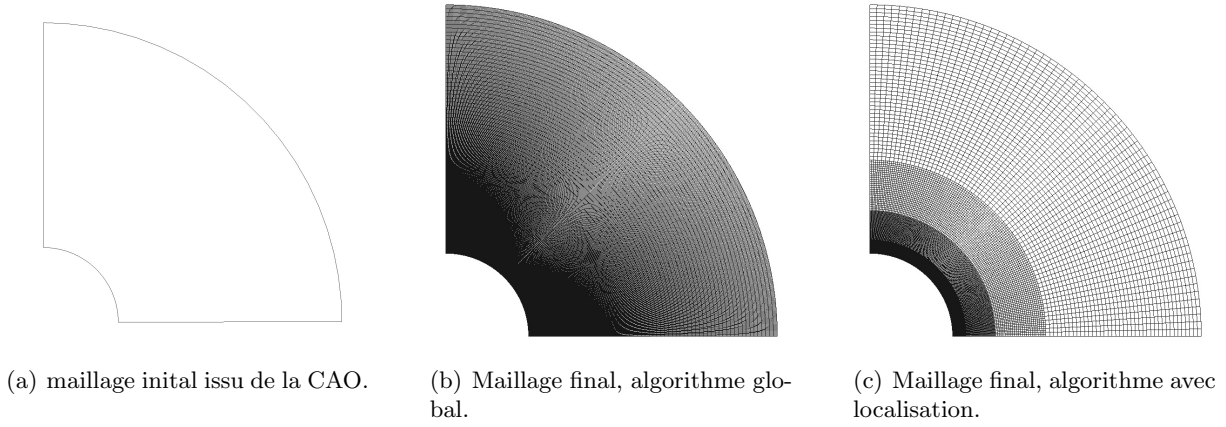 (a) maillage inital issu de la CAO.
(b) Maillage final, algorithme glo-
bal.
(c) Maillage final, algorithme avec
localisation.